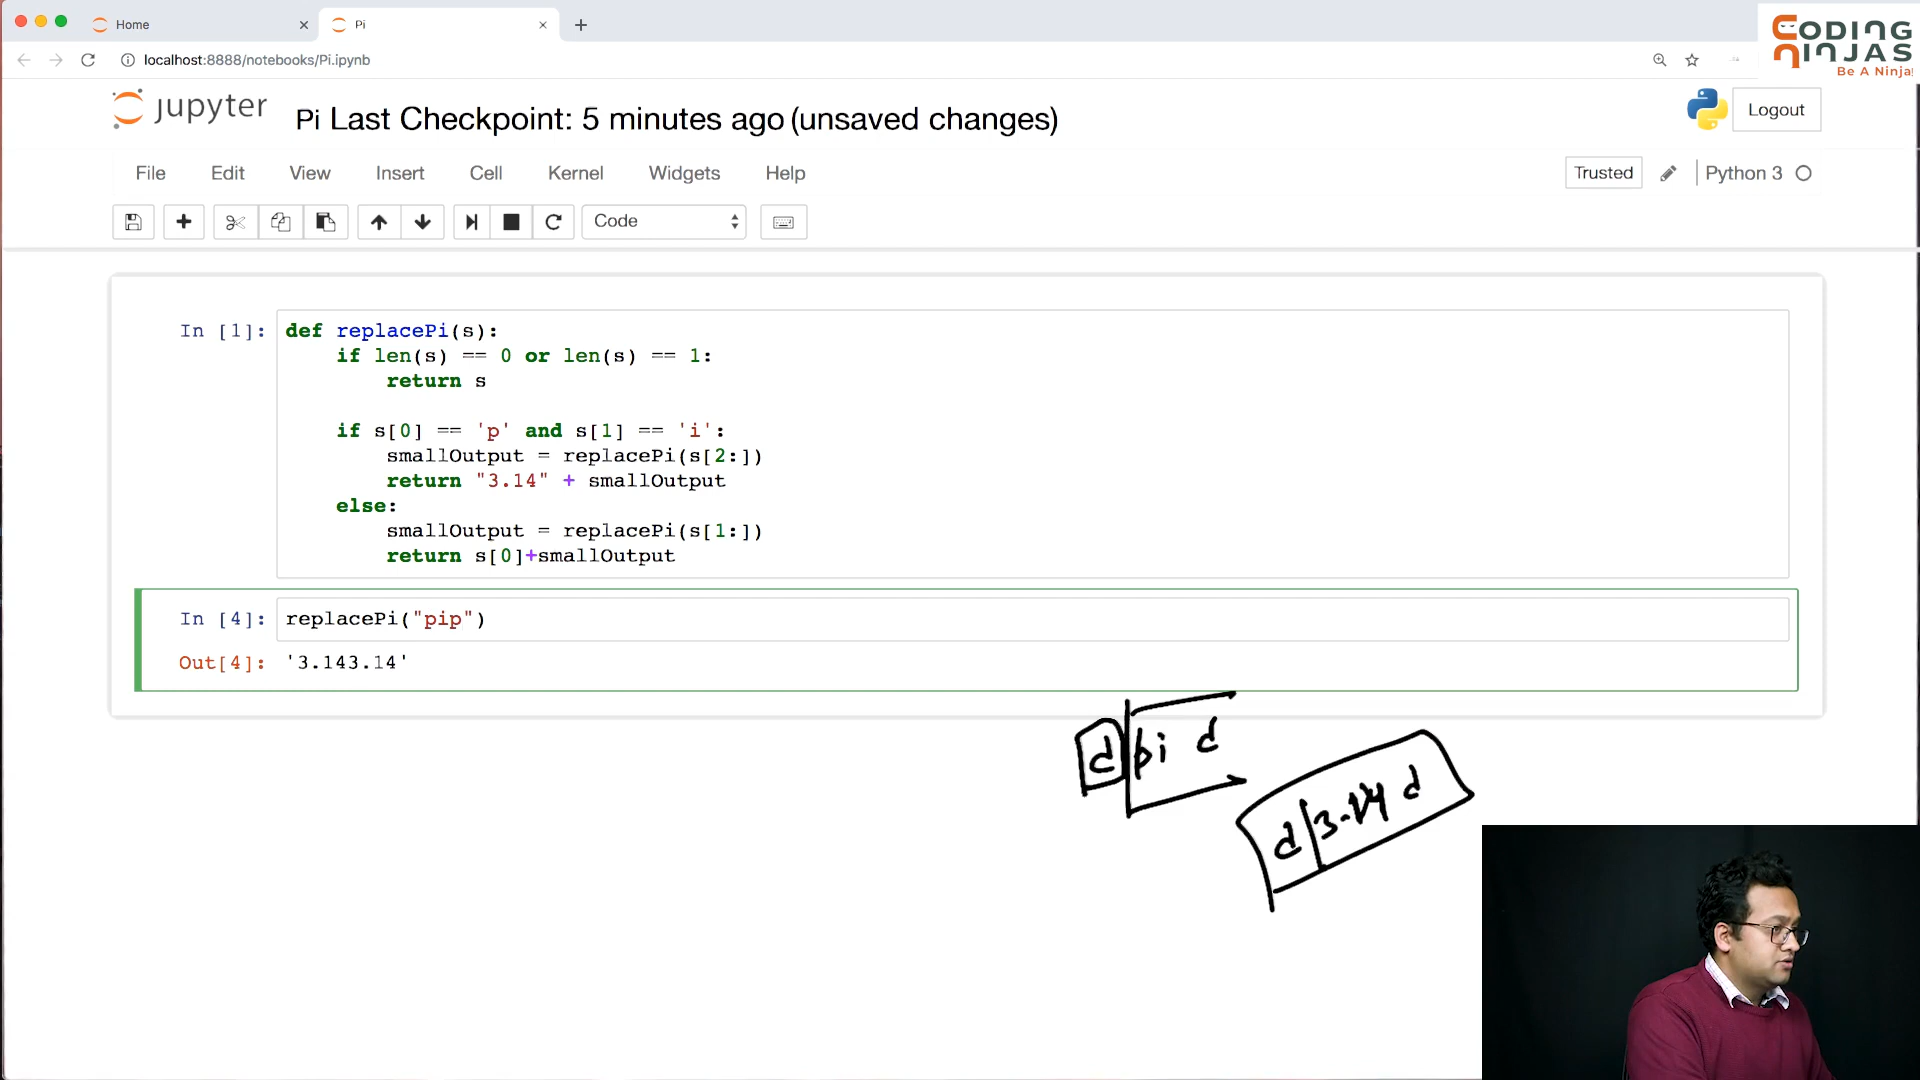 Home
Pi
CODING NINJAS
Be A Ninja!
localhost:8888/notebooks/Pi.ipynb
jupyter
Pi Last Checkpoint: 5 minutes ago (unsaved changes)
Logout
File Edit View Insert Cell Kernel Widgets Help
Trusted
Python 3
Code
In [1]:
def replacePi(s):
    if len(s) == 0 or len(s) == 1:
        return s
    if s[0] == 'p' and s[1] == 'i':
        smallOutput = replacePi(s[2:])
        return "3.14" + smallOutput
    else:
        smallOutput = replacePi(s[1:])
        return s[0]+smallOutput
In [4]: replacePi("pip")
Out[4]: '3.143.14'
d pi d
d 3.14 d